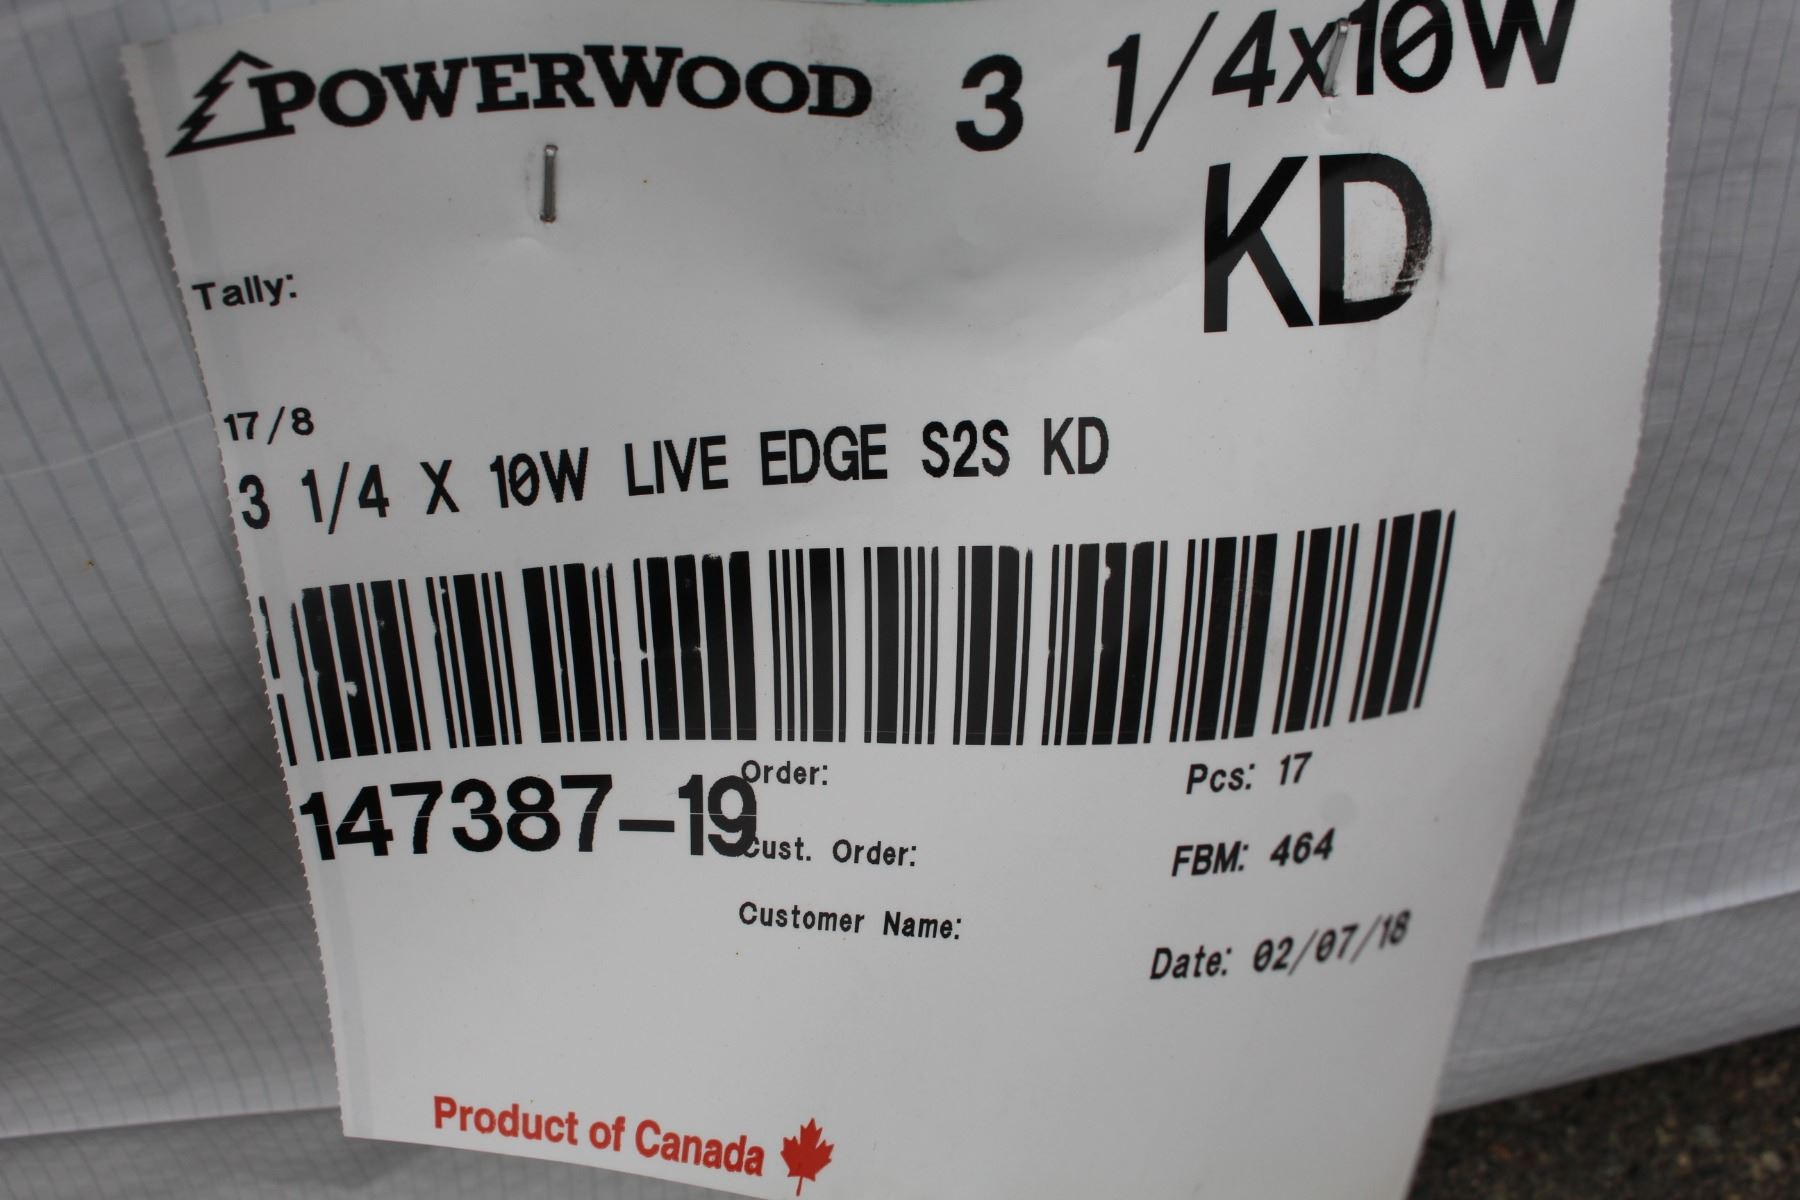 POWERWOOD 3 1/4x10W
KD
Tally:
17/8
3 1/4 X 10W LIVE EDGE S2S KD
147387-19
Order:
Pcs: 17
Cust. Order:
FBM: 464
Customer Name:
Date: 02/07/18
Product of Canada